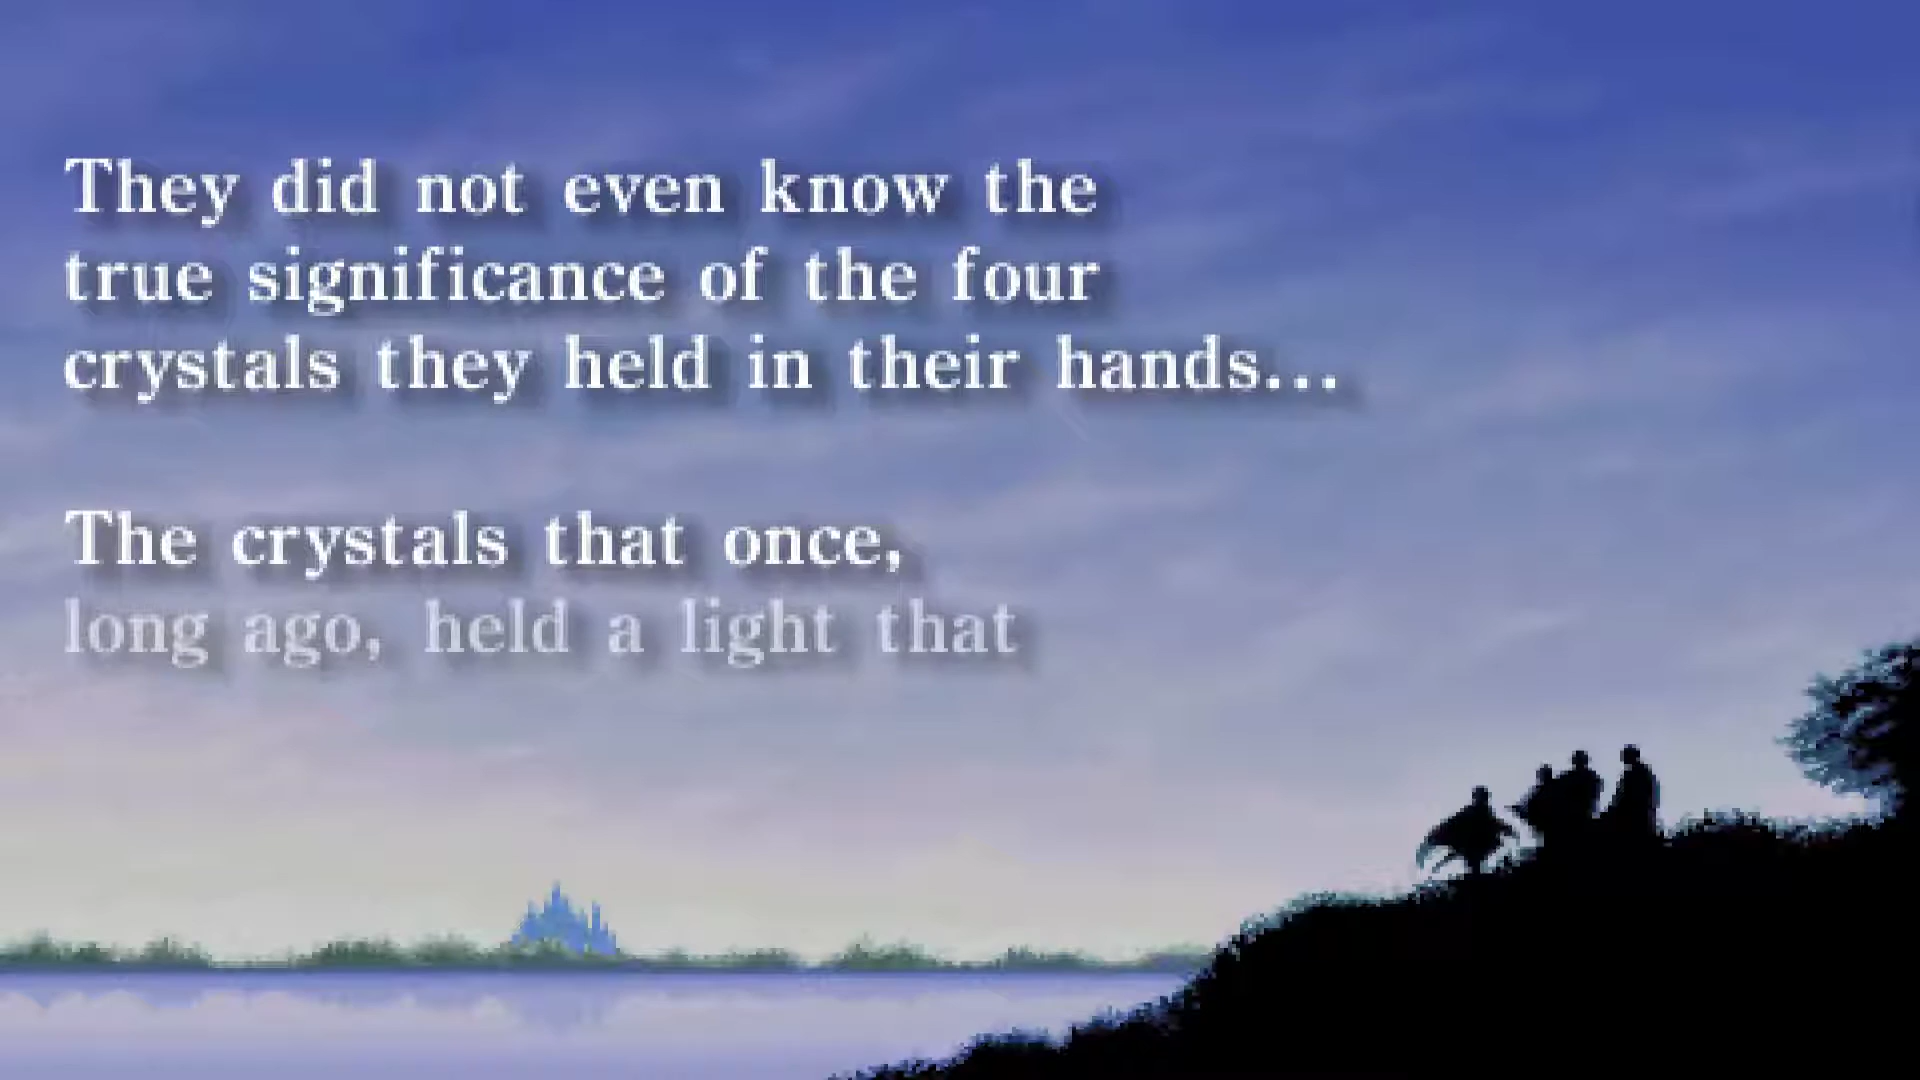 They did not even know the
true significance of the four
crystals they held in their hands...
The crystals that once,
long ago, held a light that